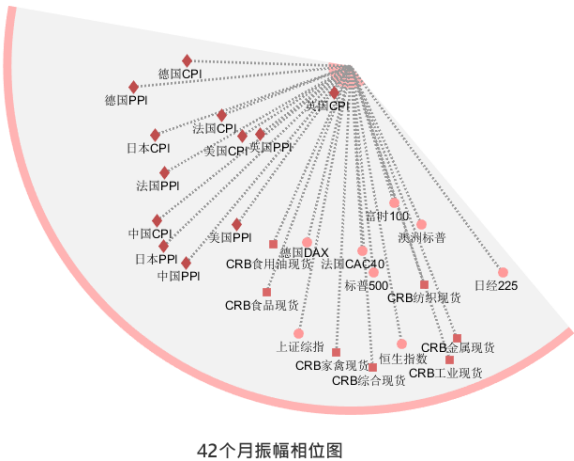 德国CPI
德国PPI
英国CPI
法国CPI
日本CPI
美国CPI
英国PPI
法国PPI
富时100
中国CPI
美国PPI
澳洲标普
德国DAX
日本PPI
CRB食用油现货
法国CAC40
中国PPI
标普500
日经225
CRB纺织现货
CRB食品现货
上证综指
CRB金属现货
恒生指数
CRB家禽现货
CRB工业现货
CRB综合现货
42个月振幅相位图